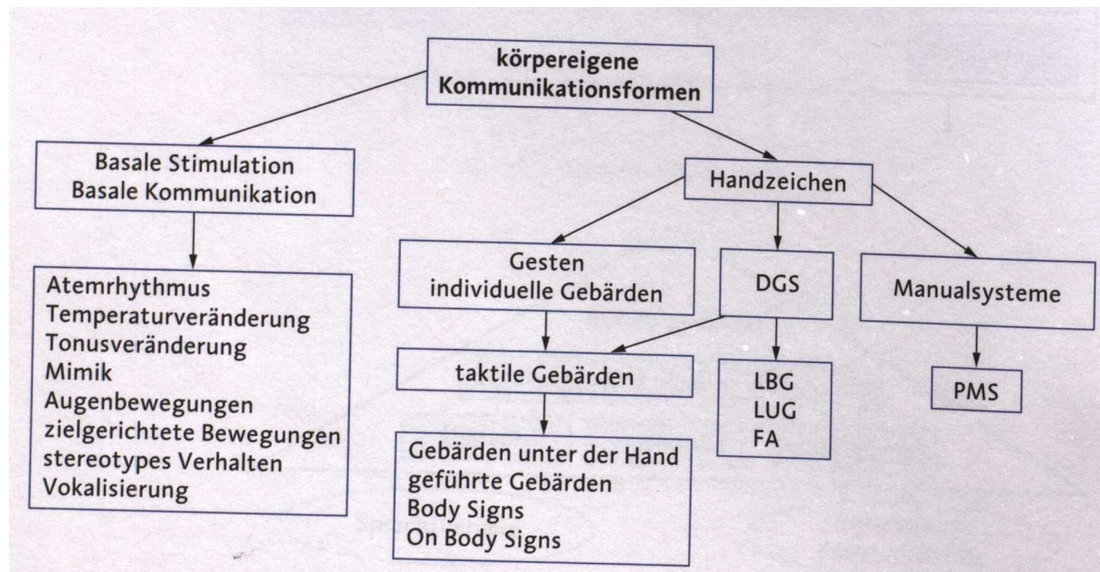 körpereigene
Kommunikationsformen
Basale Stimulation
Basale Kommunikation
Handzeichen
Atemrhythmus
Temperaturveränderung
Tonusveränderung
Mimik
Augenbewegungen
zielgerichtete Bewegungen
stereotypes Verhalten
Vokalisierung
Gesten
individuelle Gebärden
DGS
Manualsysteme
taktile Gebärden
LBG
LUG
FA
PMS
Gebärden unter der Hand
geführte Gebärden
Body Signs
On Body Signs